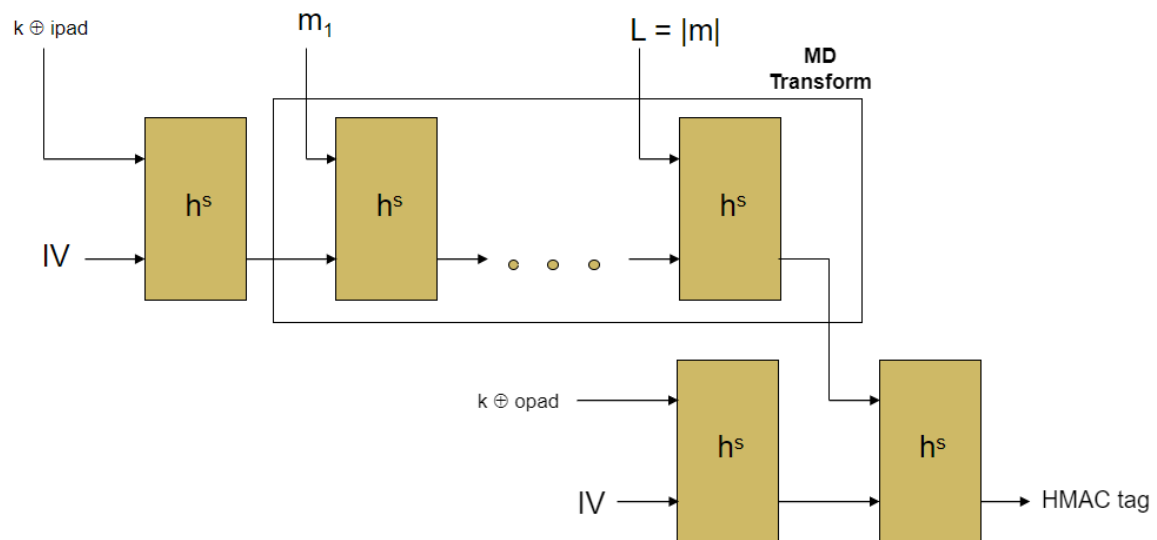 k ⊕ ipad
m₁
L = |m|
MD
Transform
hˢ
hˢ
hˢ
IV
k ⊕ opad
hˢ
hˢ
IV
HMAC tag